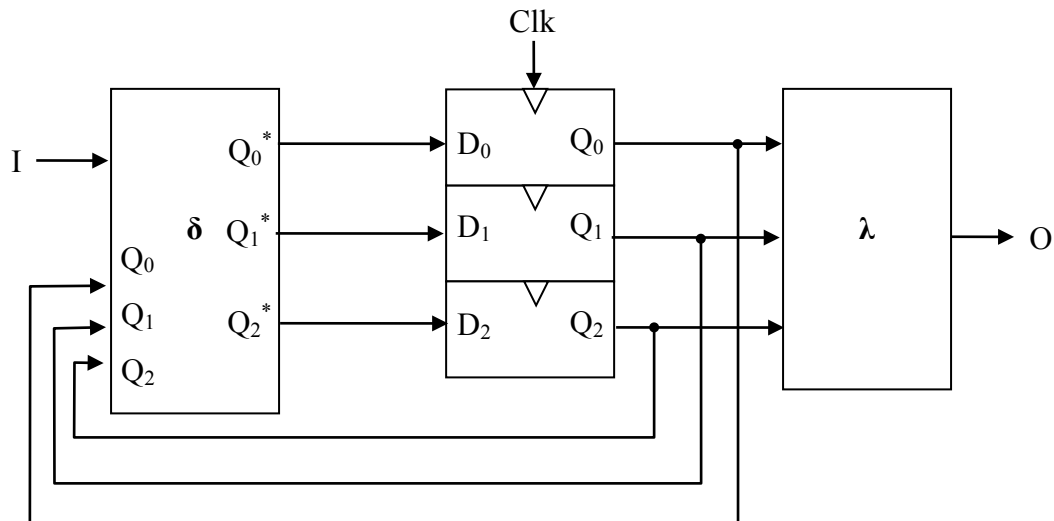 Clk
I
Q₀*
D₀
Q₀
δ
Q₁*
D₁
Q₁
λ
O
Q₀
Q₁
Q₂*
D₂
Q₂
Q₂